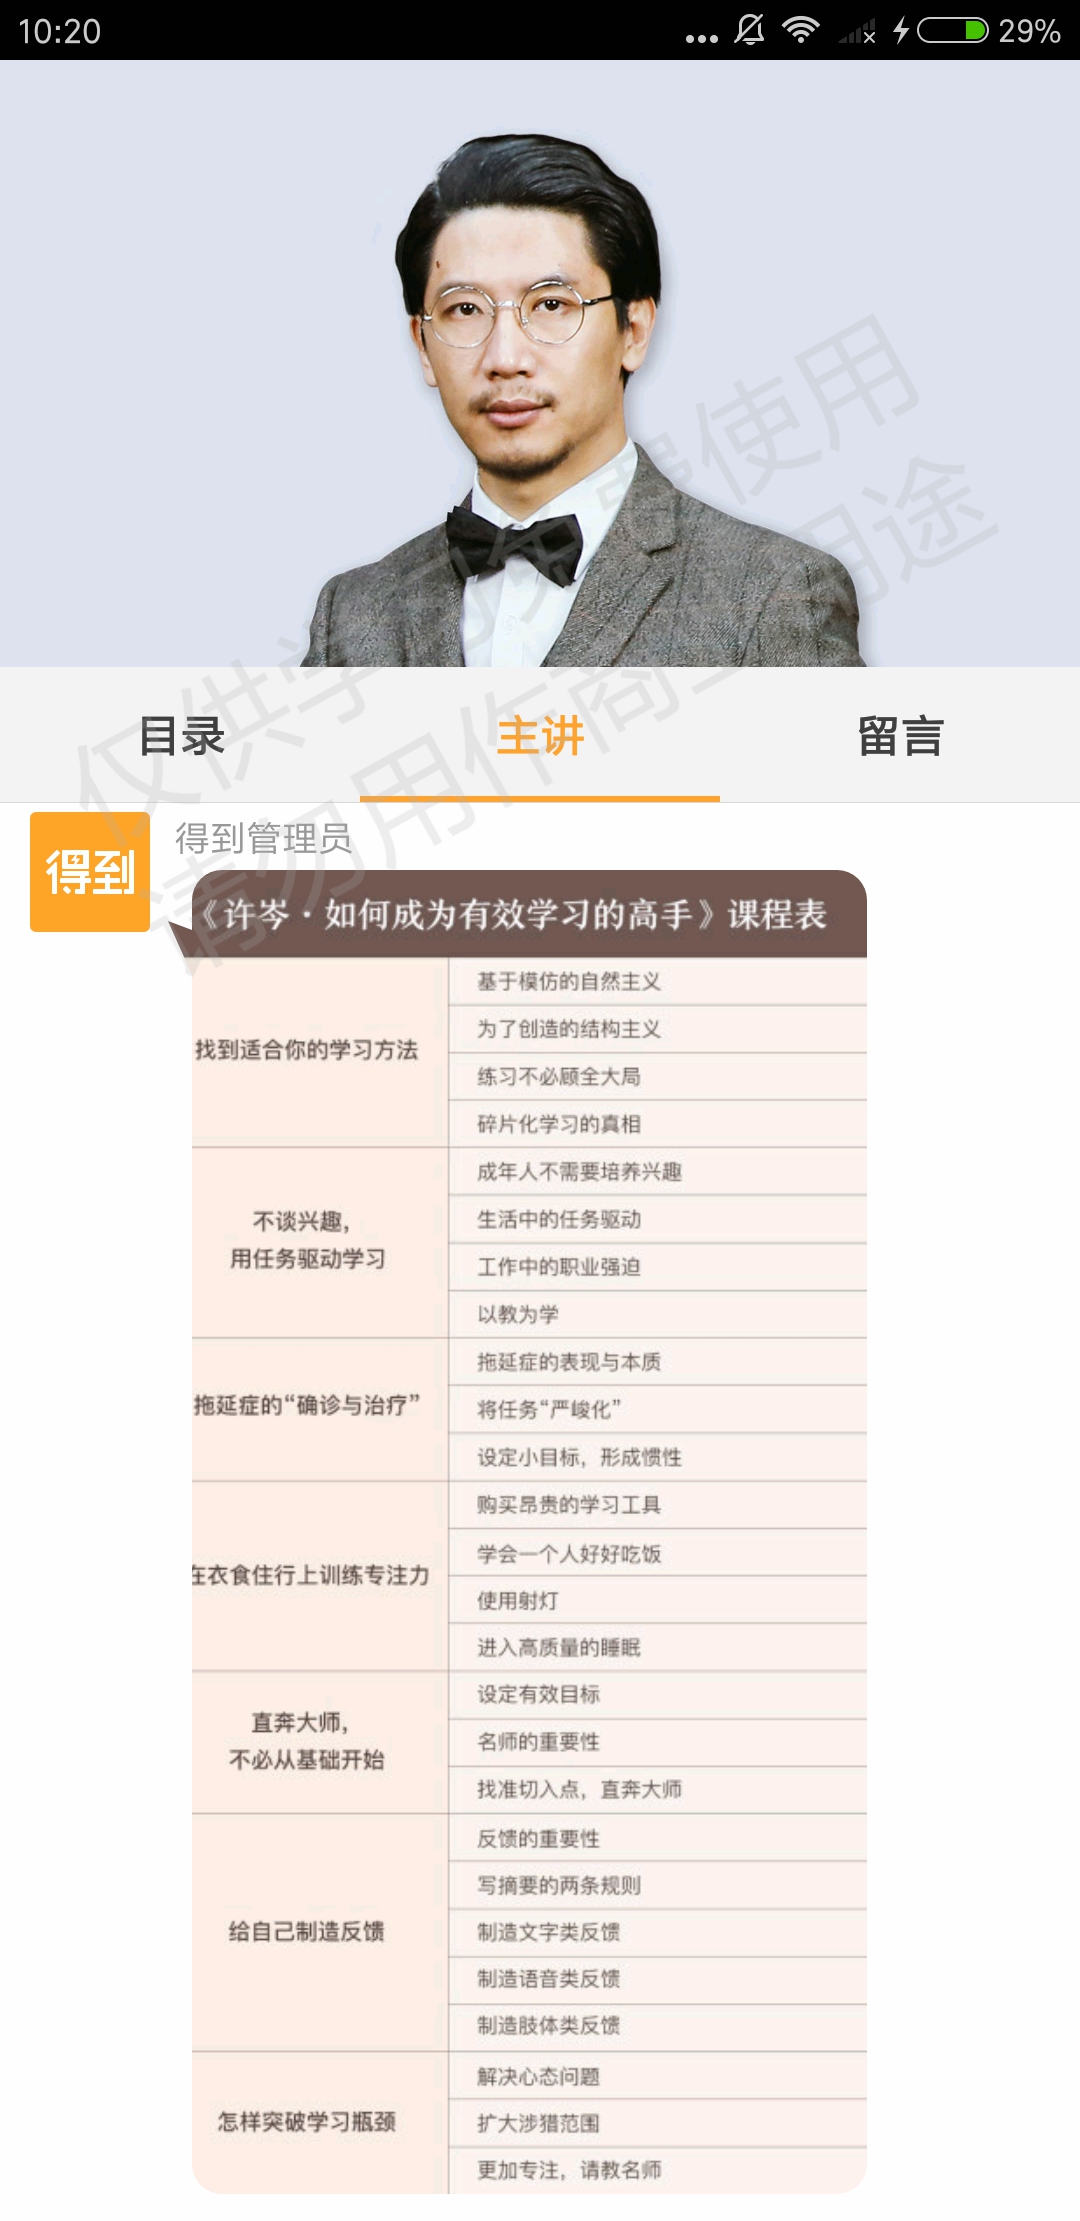 10:20
29%
仅供学习免费使用
请勿用作商业用途
目录
主讲
留言
得到
得到管理员
《许岑·如何成为有效学习的高手》课程表
找到适合你的学习方法
基于模仿的自然主义
为了创造的结构主义
练习不必顾全大局
碎片化学习的真相
不谈兴趣，
用任务驱动学习
成年人不需要培养兴趣
生活中的任务驱动
工作中的职业强迫
以教为学
拖延症的“确诊与治疗”
拖延症的表现与本质
将任务“严峻化”
设定小目标，形成惯性
在衣食住行上训练专注力
购买昂贵的学习工具
学会一个人好好吃饭
使用射灯
进入高质量的睡眠
直奔大师，
不必从基础开始
设定有效目标
名师的重要性
找准切入点，直奔大师
给自己制造反馈
反馈的重要性
写摘要的两条规则
制造文字类反馈
制造语音类反馈
制造肢体类反馈
怎样突破学习瓶颈
解决心态问题
扩大涉猎范围
更加专注，请教名师